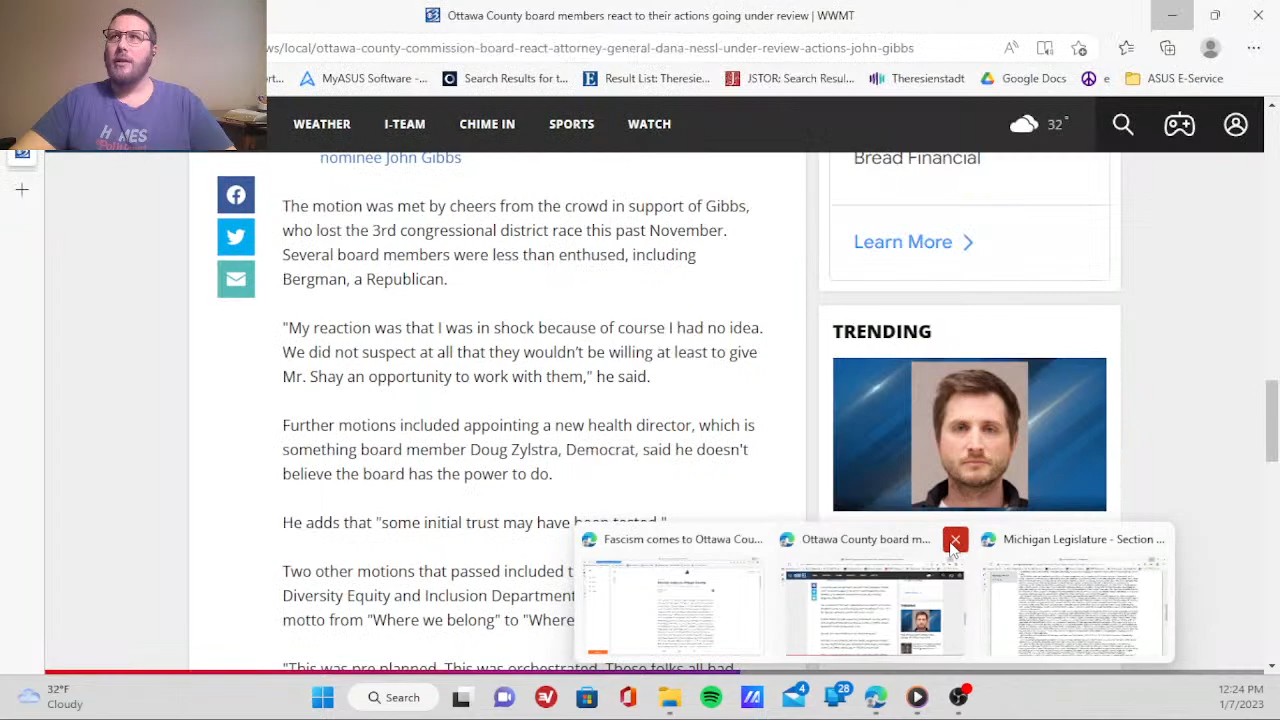 Ottawa County board members react to their actions going under review | WWMT
ws/local/ottawa-county-commission-board-react-attorney-general-dana-nessl-under-review-actions-john-gibbs
MyASUS Software -...
Search Results for t...
Result List: Theresie...
JSTOR: Search Resul...
Theresienstadt
Google Docs
e
ASUS E-Service
H MES
WEATHER
I-TEAM
CHIME IN
SPORTS
WATCH
32°
nominee John Gibbs
The motion was met by cheers from the crowd in support of Gibbs,
who lost the 3rd congressional district race this past November.
Several board members were less than enthused, including
Bergman, a Republican.
"My reaction was that I was in shock because of course I had no idea.
We did not suspect at all that they wouldn't be willing at least to give
Mr. Shay an opportunity to work with them," he said.
Further motions included appointing a new health director, which is
something board member Doug Zylstra, Democrat, said he doesn't
believe the board has the power to do.
He adds that "some initial trust may have been tested."
Two other motions that passed included
Diversity Equity and Inclusion Department
motto from "Where we belong" to "Where
Bread Financial
Learn More
TRENDING
Fascism comes to Ottawa Cou...
Ottawa County board m...
Michigan Legislature - Section ...
32°F
Cloudy
Search
4
28
12:24 PM
1/7/2023